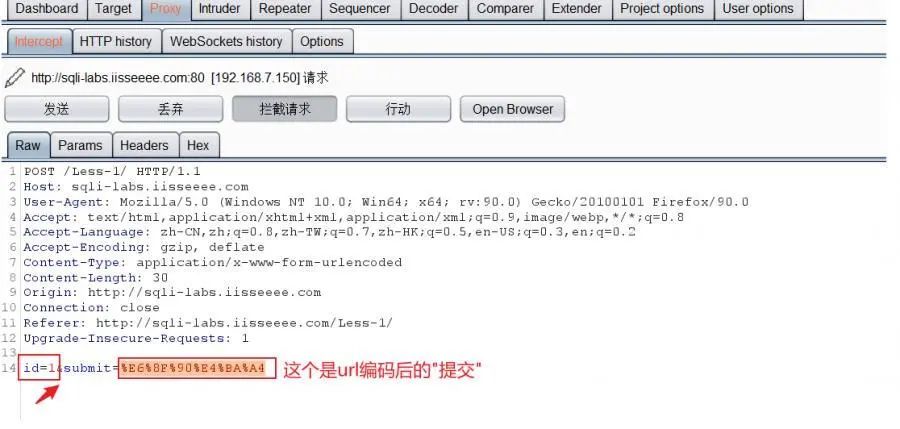 Dashboard Target Proxy Intruder Repeater Sequencer Decoder Comparer Extender Project options User options
Intercept HTTP history WebSockets history Options
http://sqli-labs.iisseeee.com:80 [192.168.7.150] 请求
发送 丢弃 拦截请求 行动 Open Browser
Raw Params Headers Hex
1 POST /Less-1/ HTTP/1.1
2 Host: sqli-labs.iisseeee.com
3 User-Agent: Mozilla/5.0 (Windows NT 10.0; Win64; x64; rv:90.0) Gecko/20100101 Firefox/90.0
4 Accept: text/html,application/xhtml+xml,application/xml;q=0.9,image/webp,*/*;q=0.8
5 Accept-Language: zh-CN,zh;q=0.8,zh-TW;q=0.7,zh-HK;q=0.5,en-US;q=0.3,en;q=0.2
6 Accept-Encoding: gzip, deflate
7 Content-Type: application/x-www-form-urlencoded
8 Content-Length: 30
9 Origin: http://sqli-labs.iisseeee.com
10 Connection: close
11 Referer: http://sqli-labs.iisseeee.com/Less-1/
12 Upgrade-Insecure-Requests: 1
13
14 id=1&submit=%E6%8F%90%E4%BA%A4 这个是url编码后的"提交"